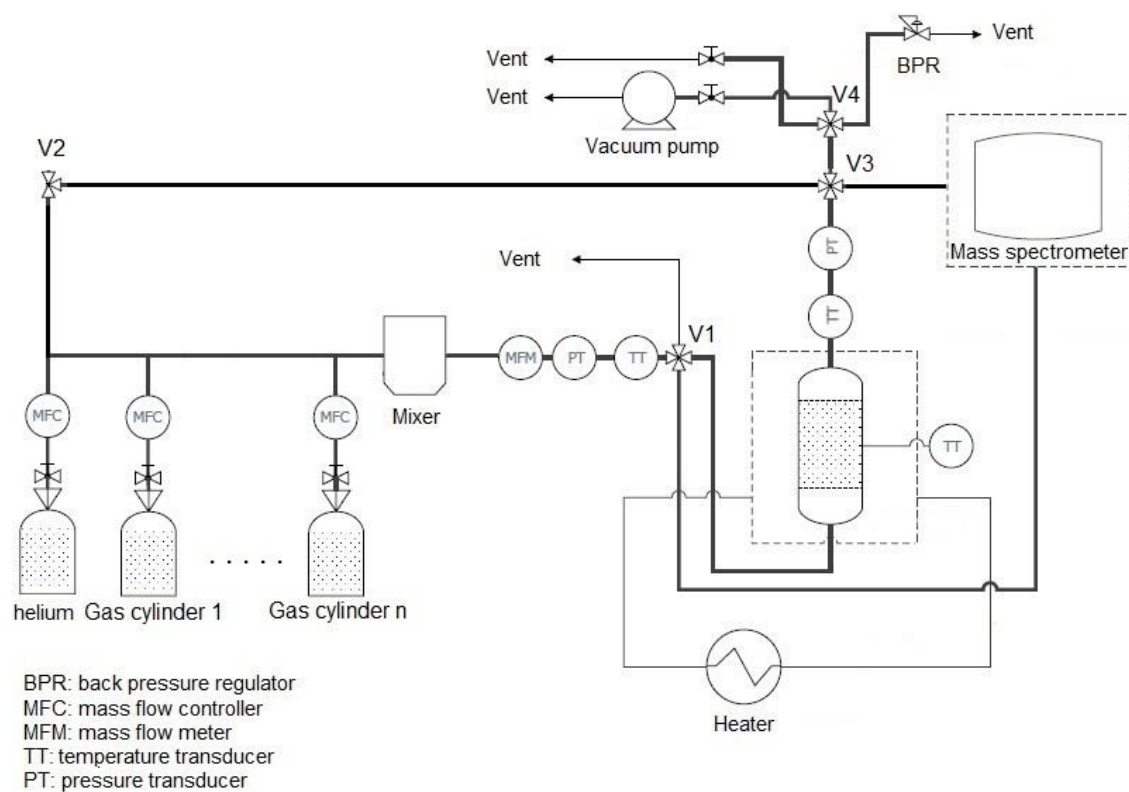 Vent
Vent
BPR
Vent
V4
Vacuum pump
V2
V3
PT
Mass spectrometer
Vent
TT
V1
MFM
PT
TT
Mixer
MFC
MFC
MFC
TT
helium
Gas cylinder 1
. . . . .
Gas cylinder n
Heater
BPR: back pressure regulator
MFC: mass flow controller
MFM: mass flow meter
TT: temperature transducer
PT: pressure transducer